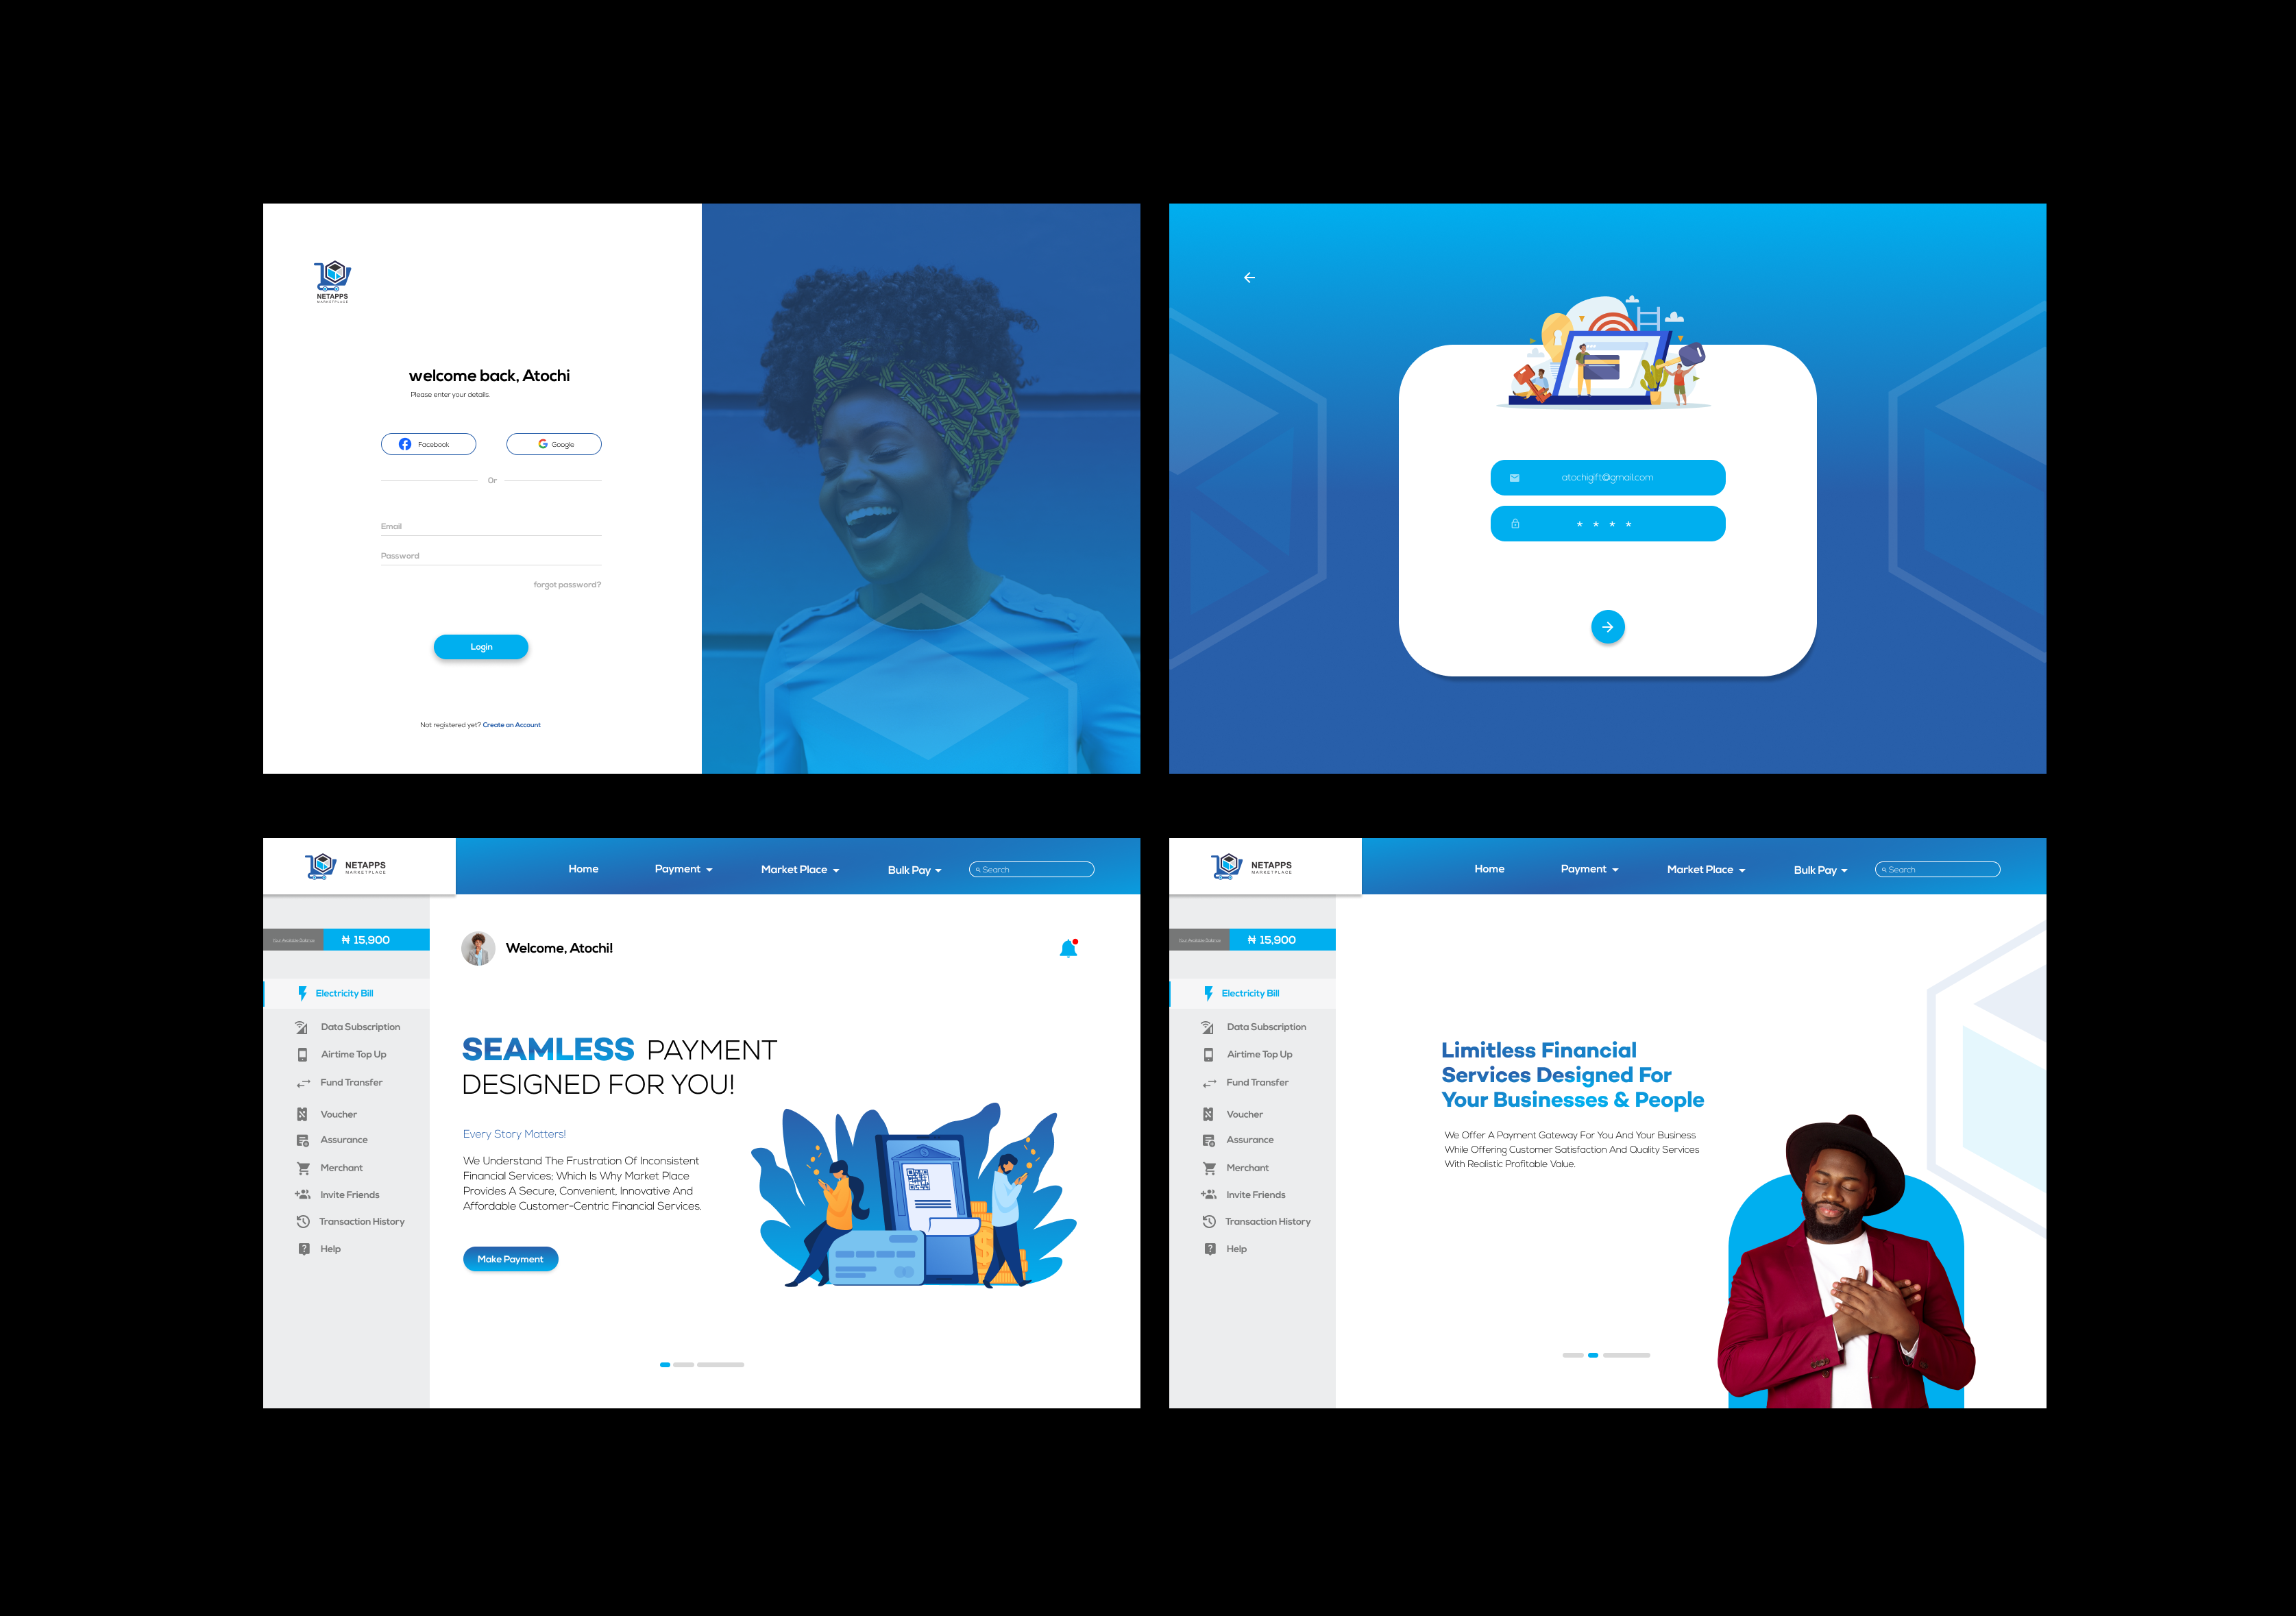 NETAPPS
MARKETPLACE
welcome back, Atochi
Please enter your details.
Facebook
Google
Or
Email
Password
forgot password?
Login
Not registered yet? Create an Account
atochigift@gmail.com
* * * *
NETAPPS
MARKETPLACE
Home
Payment
Market Place
Bulk Pay
Search
Your Available Balance
₦ 15,900
Electricity Bill
Data Subscription
Airtime Top Up
Fund Transfer
Voucher
Assurance
Merchant
Invite Friends
Transaction History
Help
Welcome, Atochi!
SEAMLESS PAYMENT
DESIGNED FOR YOU!
Every Story Matters!
We Understand The Frustration Of Inconsistent
Financial Services; Which Is Why Market Place
Provides A Secure, Convenient, Innovative And
Affordable Customer-Centric Financial Services.
Make Payment
NETAPPS
MARKETPLACE
Home
Payment
Market Place
Bulk Pay
Search
Your Available Balance
₦ 15,900
Electricity Bill
Data Subscription
Airtime Top Up
Fund Transfer
Voucher
Assurance
Merchant
Invite Friends
Transaction History
Help
Limitless Financial
Services Designed For
Your Businesses & People
We Offer A Payment Gateway For You And Your Business
While Offering Customer Satisfaction And Quality Services
With Realistic Profitable Value.